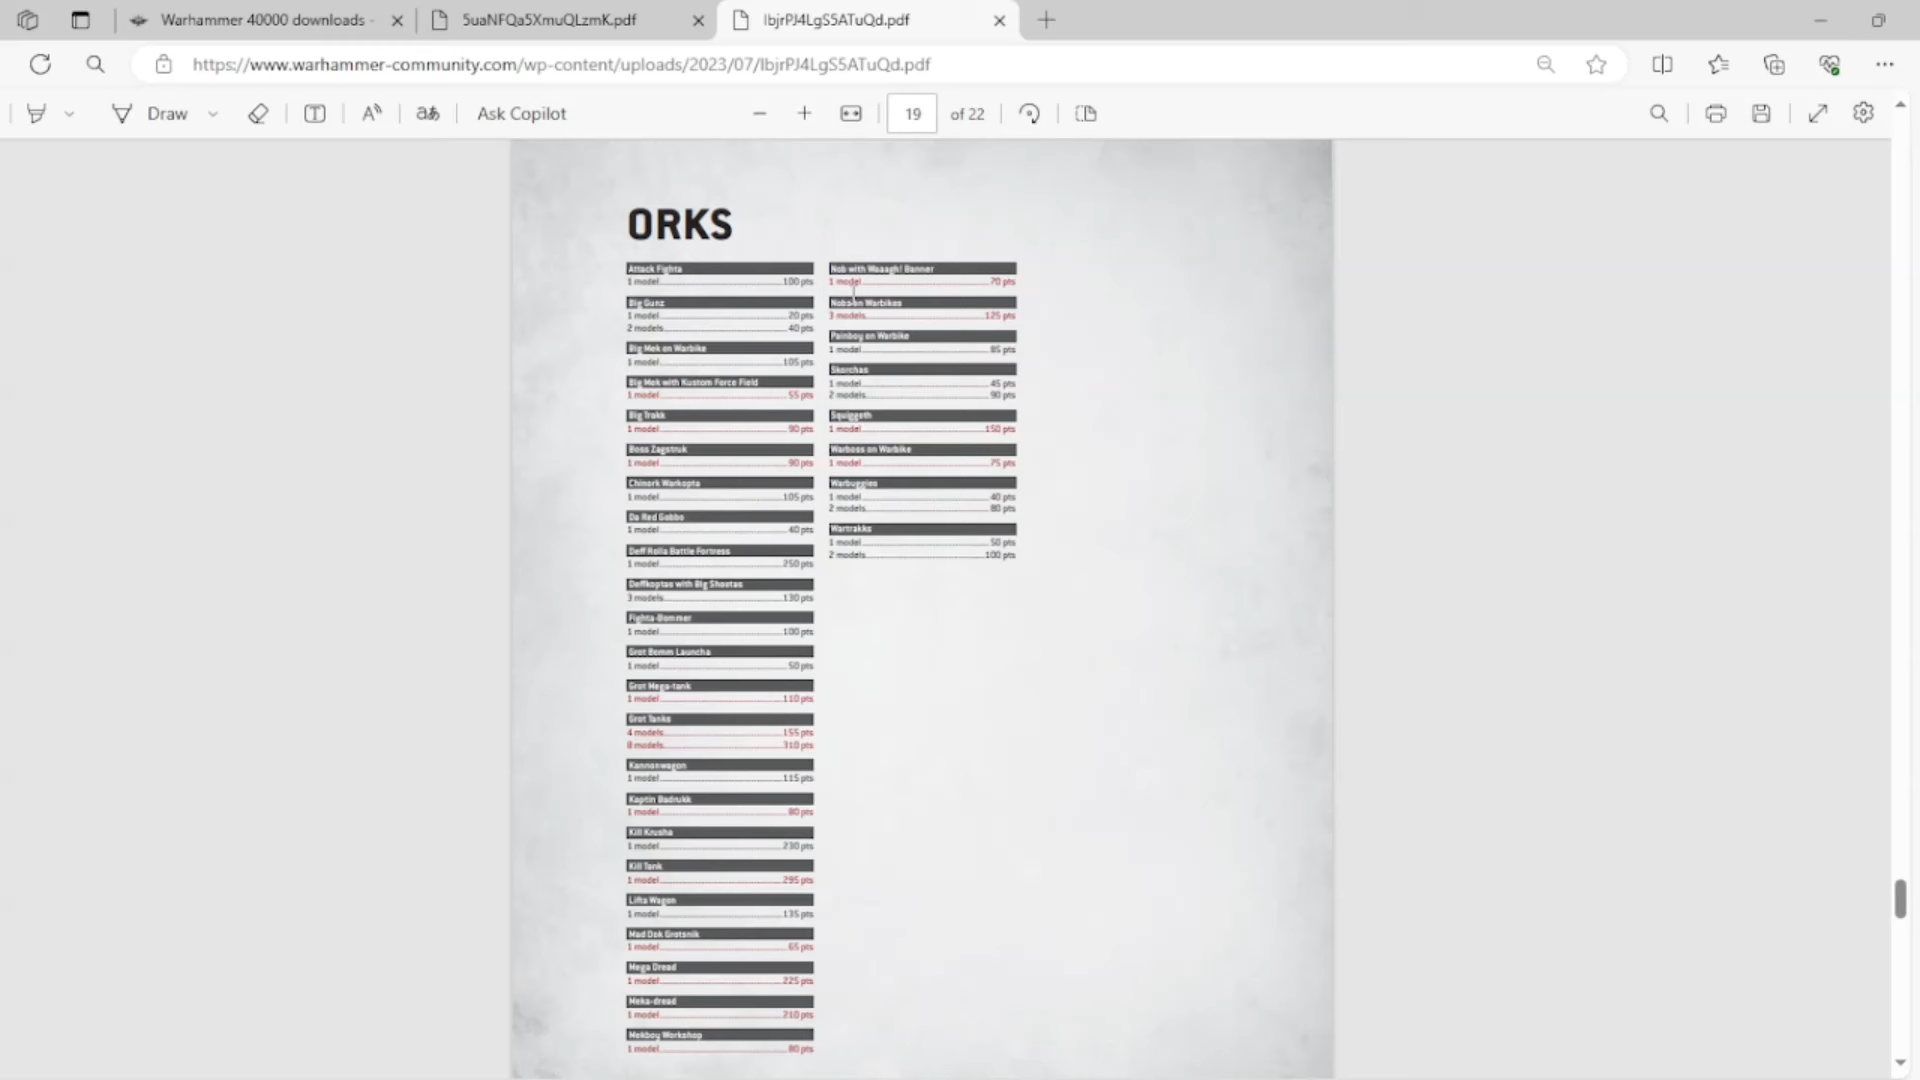 Warhammer 40000 downloads -
5uaNFQa5XmuQLzmK.pdf
lbjrPJ4LgS5ATuQd.pdf
https://www.warhammer-community.com/wp-content/uploads/2023/07/lbjrPJ4LgS5ATuQd.pdf
Draw
Ask Copilot
19 of 22
ORKS
Attack Fighta
1 model 100 pts
Big Gunz
1 model 20 pts
2 models 40 pts
Big Mek on Warbike
1 model 105 pts
Big Mek with Kustom Force Field
1 model 55 pts
Big Trakk
1 model 90 pts
Boss Zagstruk
1 model 90 pts
Chinork Warkopta
1 model 105 pts
Da Red Gobbo
1 model 40 pts
Deff Rolla Battle Fortress
1 model 250 pts
Deffkoptas with Big Shootas
3 models 130 pts
Fighta-Bommer
1 model 100 pts
Grot Bomm Launcha
1 model 50 pts
Grot Mega-tank
1 model 110 pts
Grot Tanks
4 models 155 pts
8 models 310 pts
Kannonwagon
1 model 115 pts
Kaptin Badrukk
1 model 80 pts
Kill Krusha
1 model 230 pts
Kill Tank
1 model 295 pts
Lifta Wagon
1 model 135 pts
Mad Dok Grotsnik
1 model 65 pts
Mega Dread
1 model 225 pts
Meka-dread
1 model 210 pts
Mekboy Workshop
1 model 80 pts
Nob with Waaagh! Banner
1 model 70 pts
Nobs on Warbikes
3 models 125 pts
Painboy on Warbike
1 model 85 pts
Skorchas
1 model 45 pts
2 models 90 pts
Squiggoth
1 model 150 pts
Warboss on Warbike
1 model 75 pts
Warbuggies
1 model 40 pts
2 models 80 pts
Wartrakks
1 model 50 pts
2 models 100 pts